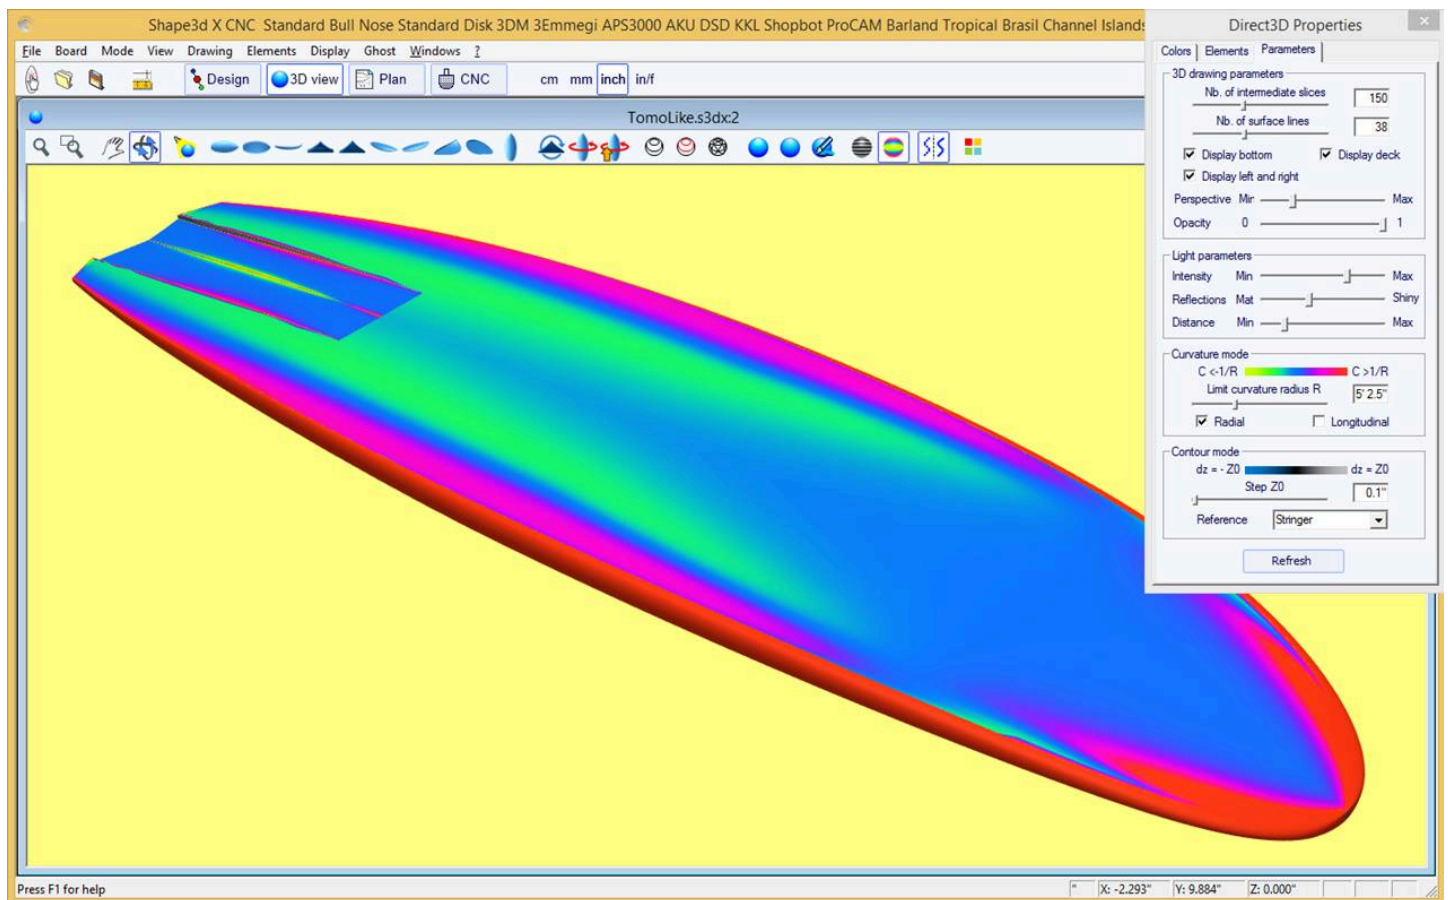 Shape3d X CNC  Standard Bull Nose Standard Disk 3DM 3Emmegi APS3000 AKU DSD KKL Shopbot ProCAM Barland Tropical Brasil Channel Islands
Direct3D Properties
File Board Mode View Drawing Elements Display Ghost Windows ?
Colors Elements Parameters
Design 3D view Plan CNC cm mm inch in/f
TomoLike.s3dx:2
3D drawing parameters
Nb. of intermediate slices 150
Nb. of surface lines 38
Display bottom Display deck
Display left and right
Perspective Mir Max
Opacity 0 1
Light parameters
Intensity Min Max
Reflections Mat Shiny
Distance Min Max
Curvature mode
C <-1/R C >1/R
Limit curvature radius R 5' 2.5"
Radial Longitudinal
Contour mode
dz = - Z0 dz = Z0
Step Z0 0.1"
Reference Stringer
Refresh
Press F1 for help " X: -2.293" Y: 9.884" Z: 0.000"